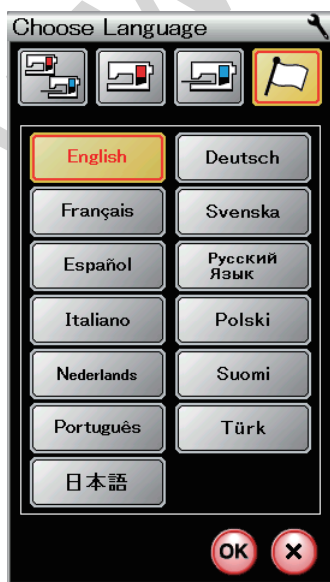 Choose Language
English
Deutsch
Français
Svenska
Español
Русский
Язык
Italiano
Polski
Nederlands
Suomi
Português
Türk
日本語
OK